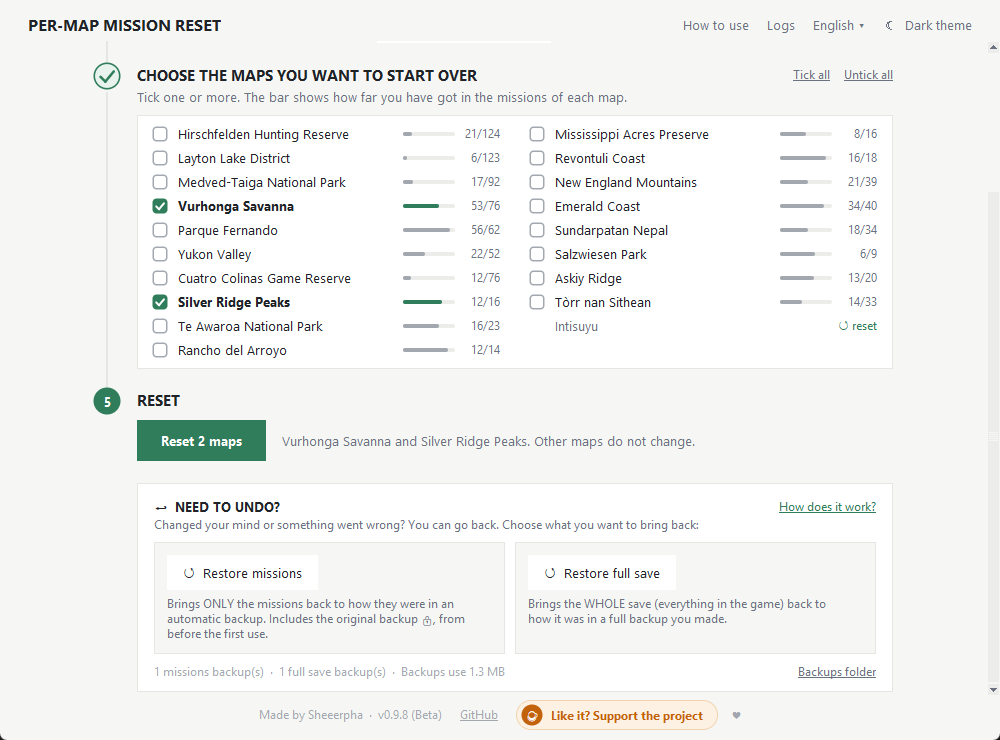 PER-MAP MISSION RESET
How to use Logs English Dark theme
CHOOSE THE MAPS YOU WANT TO START OVER
Tick all Untick all
Tick one or more. The bar shows how far you have got in the missions of each map.
Hirschfelden Hunting Reserve 21/124
Layton Lake District 6/123
Medved-Taiga National Park 17/92
Vurhonga Savanna 53/76
Parque Fernando 56/62
Yukon Valley 22/52
Cuatro Colinas Game Reserve 12/76
Silver Ridge Peaks 12/16
Te Awaroa National Park 16/23
Rancho del Arroyo 12/14
Mississippi Acres Preserve 8/16
Revontuli Coast 16/18
New England Mountains 21/39
Emerald Coast 34/40
Sundarpatan Nepal 18/34
Salzwiesen Park 6/9
Askiy Ridge 13/20
Tòrr nan Sithean 14/33
Intisuyu reset
5 RESET
Reset 2 maps
Vurhonga Savanna and Silver Ridge Peaks. Other maps do not change.
NEED TO UNDO?
How does it work?
Changed your mind or something went wrong? You can go back. Choose what you want to bring back:
Restore missions
Brings ONLY the missions back to how they were in an
automatic backup. Includes the original backup , from
before the first use.
Restore full save
Brings the WHOLE save (everything in the game) back to
how it was in a full backup you made.
1 missions backup(s) · 1 full save backup(s) · Backups use 1.3 MB
Backups folder
Made by Sheeerpha · v0.9.8 (Beta) GitHub
Like it? Support the project